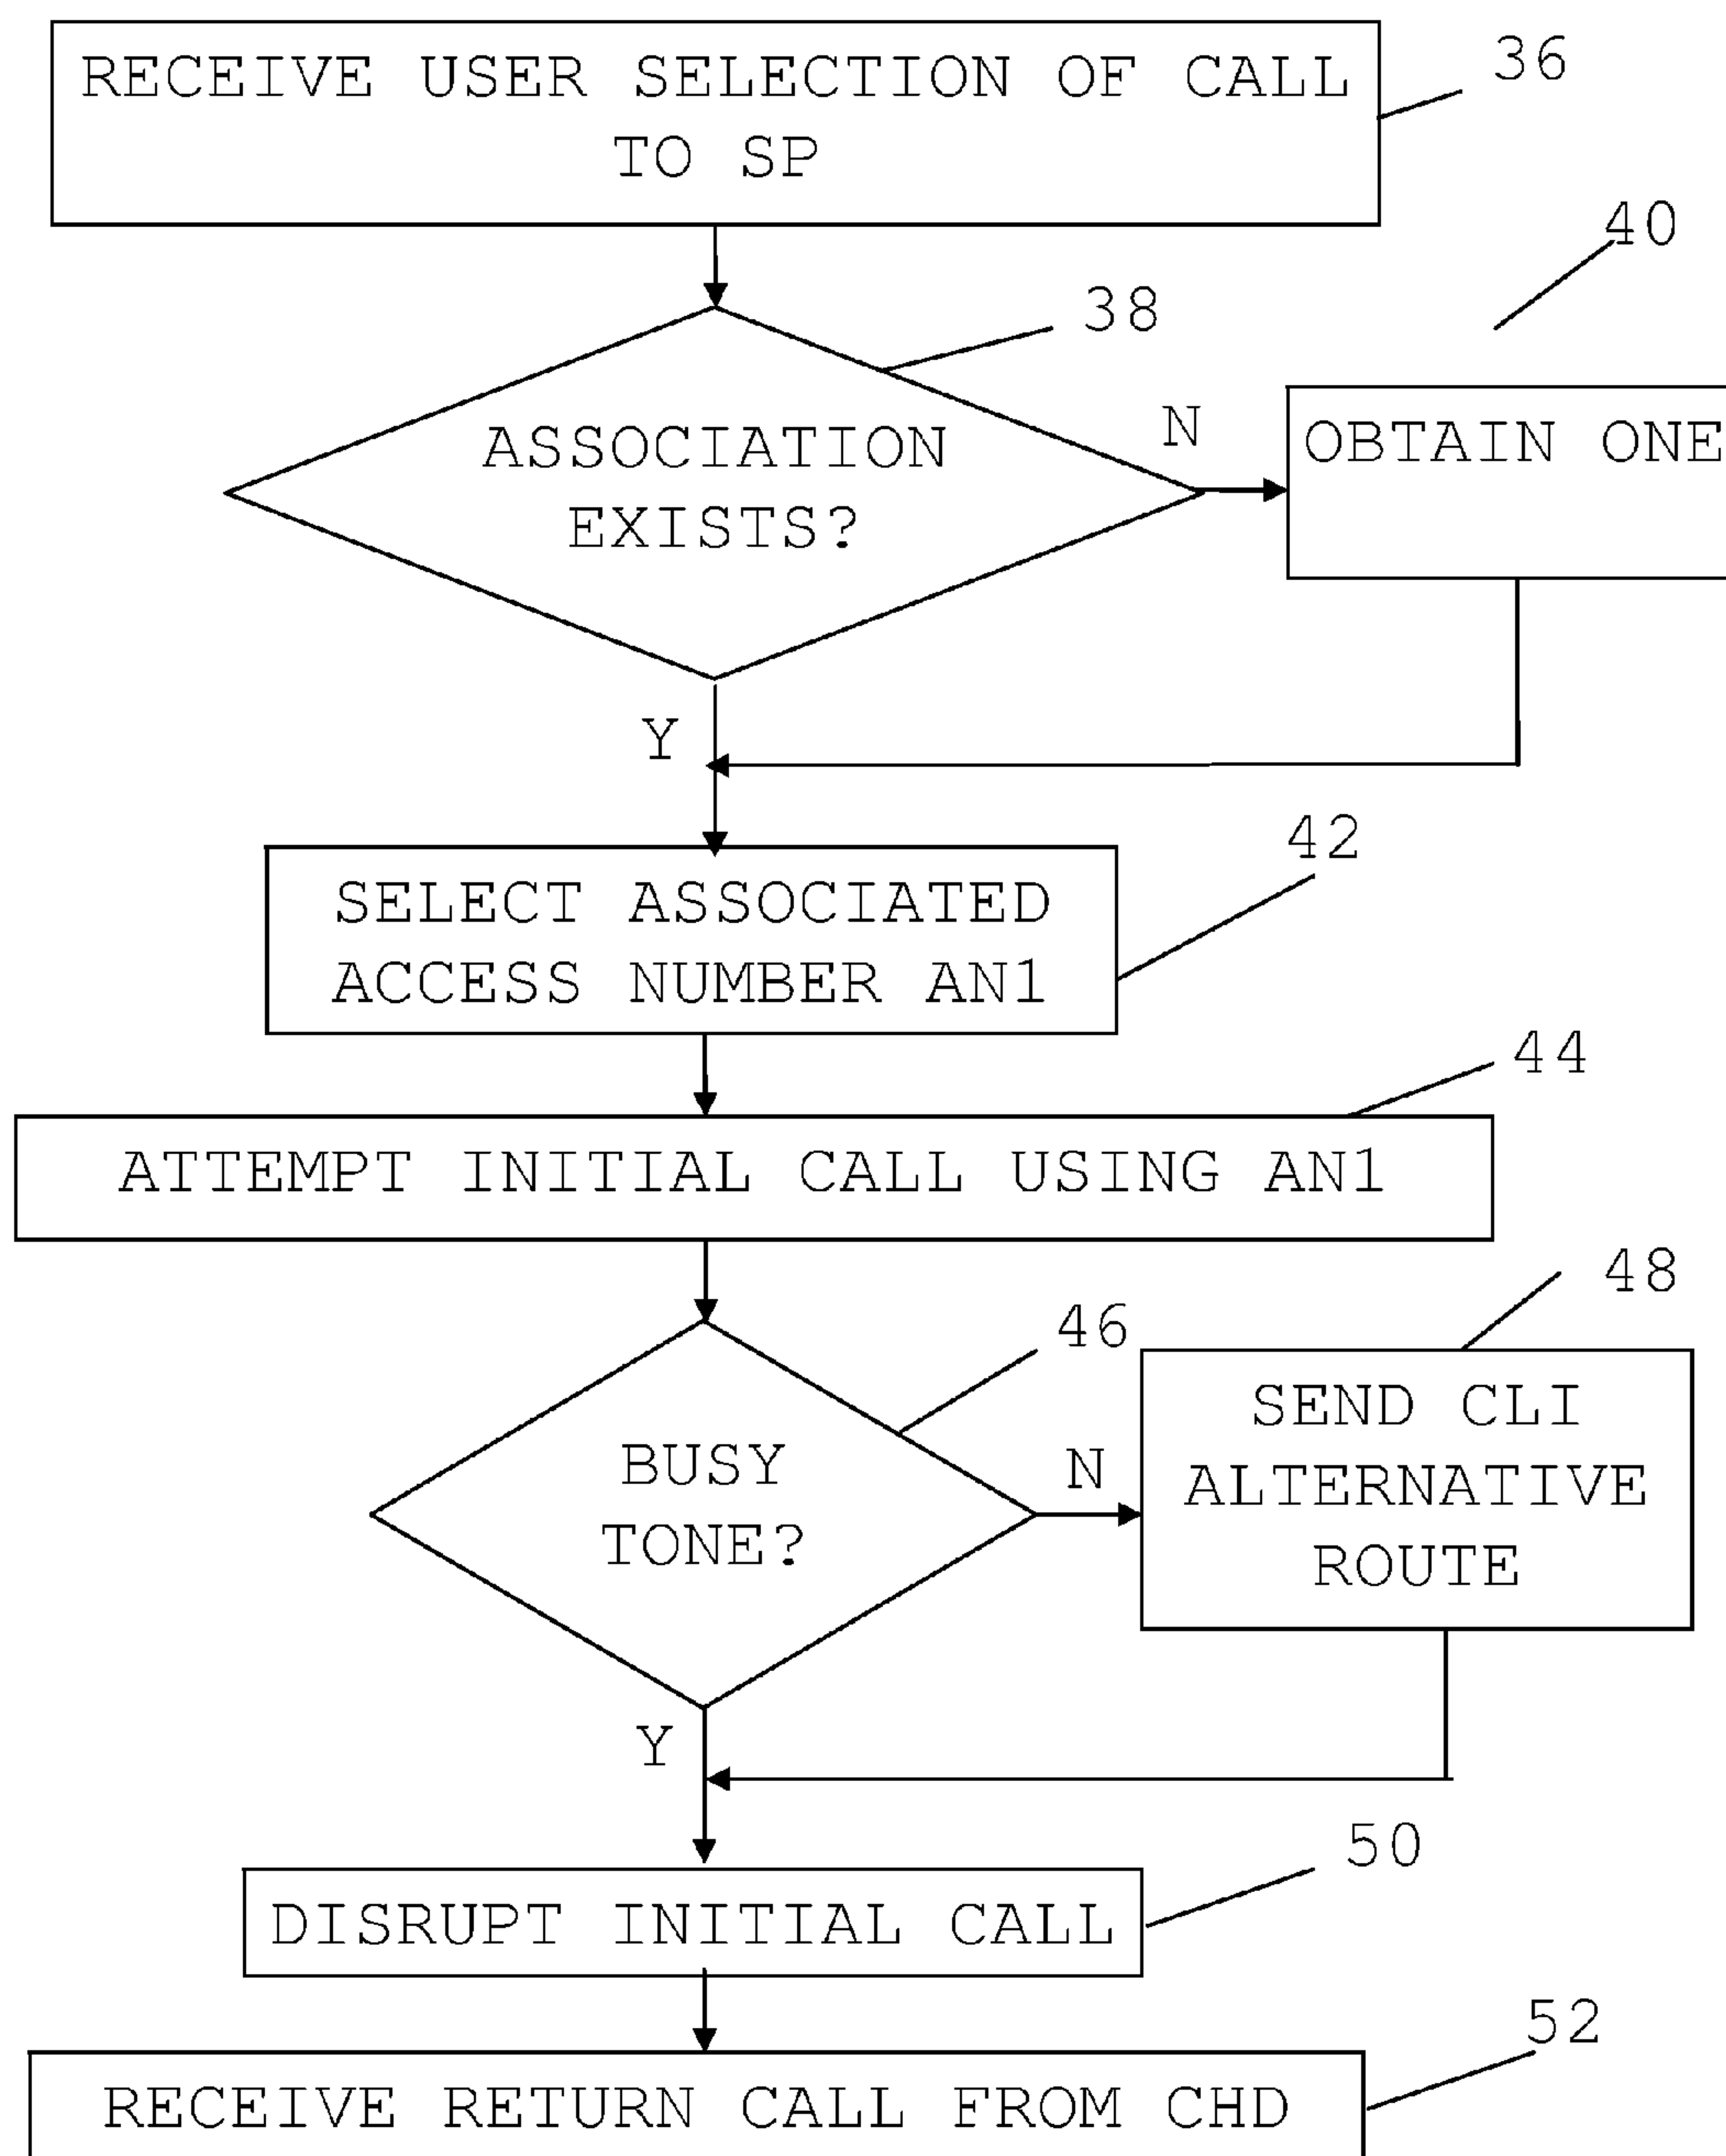 RECEIVE USER SELECTION OF CALL
TO SP
36
40
38
ASSOCIATION
EXISTS?
N
OBTAIN ONE
Y
42
SELECT ASSOCIATED
ACCESS NUMBER AN1
44
ATTEMPT INITIAL CALL USING AN1
48
46
BUSY
TONE?
N
SEND CLI
ALTERNATIVE
ROUTE
Y
50
DISRUPT INITIAL CALL
52
RECEIVE RETURN CALL FROM CHD